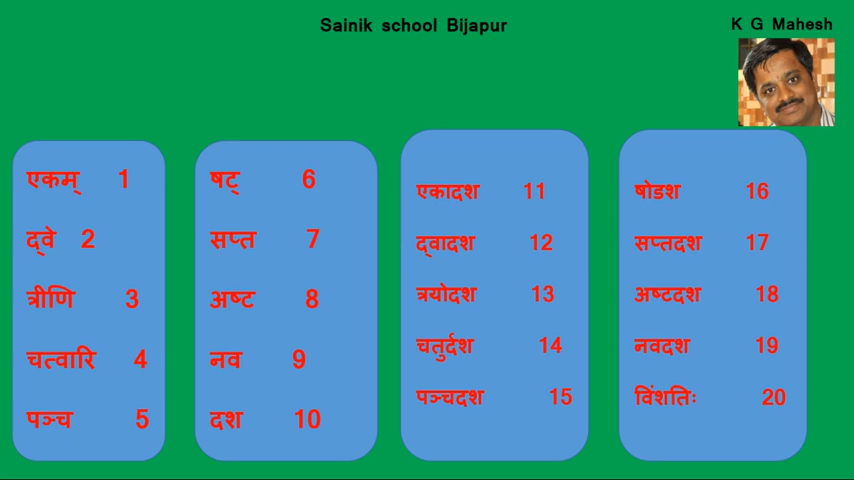 Sainik school Bijapur
K G Mahesh
एकम् 1
द्वे 2
त्रीणि 3
चत्वारि 4
पञ्च 5
षट् 6
सप्त 7
अष्ट 8
नव 9
दश 10
एकादश 11
द्वादश 12
त्रयोदश 13
चतुर्दश 14
पञ्चदश 15
षोडश 16
सप्तदश 17
अष्टदश 18
नवदश 19
विंशतिः 20